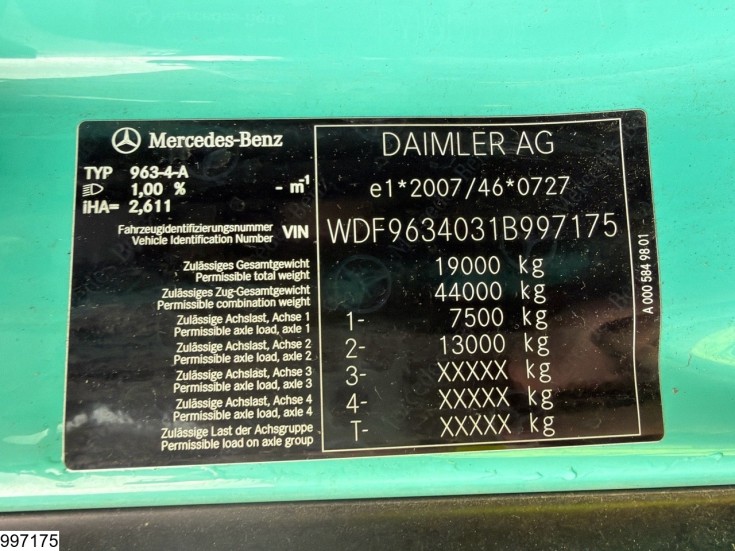 Mercedes-Benz
DAIMLER AG
TYP 963-4-A
1,00 % - m⁻¹
iHA= 2,611
e1*2007/46*0727
Fahrzeugidentifizierungsnummer
Vehicle Identification Number VIN WDF9634031B997175
Zulässiges Gesamtgewicht
Permissible total weight 19000 kg
Zulässiges Zug-Gesamtgewicht
Permissible combination weight 44000 kg
Zulässige Achslast, Achse 1
Permissible axle load, axle 1 1- 7500 kg
Zulässige Achslast, Achse 2
Permissible axle load, axle 2 2- 13000 kg
Zulässige Achslast, Achse 3
Permissible axle load, axle 3 3- XXXXX kg
Zulässige Achslast, Achse 4
Permissible axle load, axle 4 4- XXXXX kg
Zulässige Last der Achsgruppe
Permissible load on axle group T- XXXXX kg
A 000 584 98 01
997175